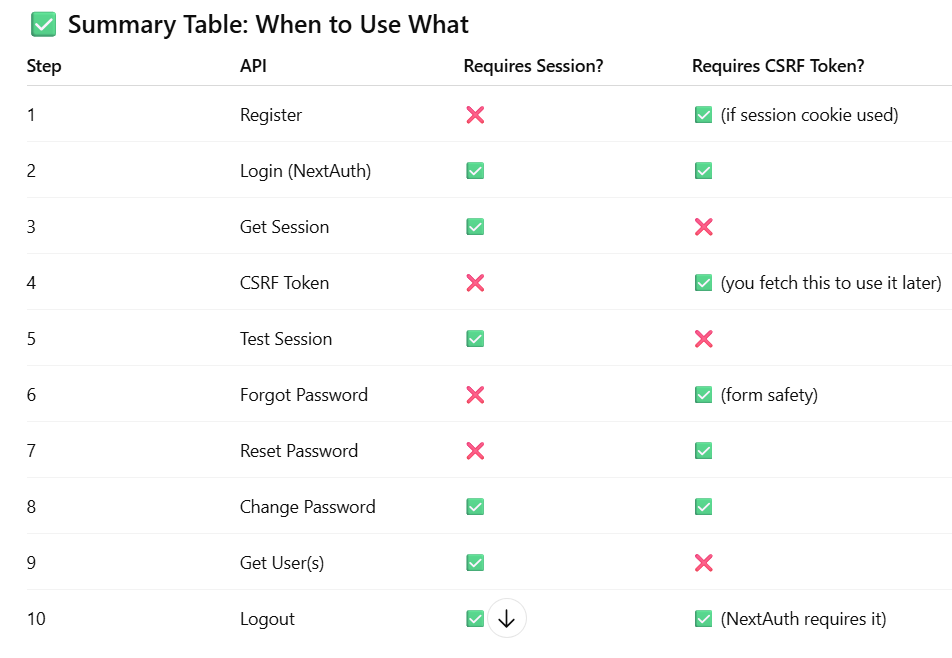 ✅ Summary Table: When to Use What
Step API Requires Session? Requires CSRF Token?
1 Register ❌ ✅ (if session cookie used)
2 Login (NextAuth) ✅ ✅
3 Get Session ✅ ❌
4 CSRF Token ❌ ✅ (you fetch this to use it later)
5 Test Session ✅ ❌
6 Forgot Password ❌ ✅ (form safety)
7 Reset Password ❌ ✅
8 Change Password ✅ ✅
9 Get User(s) ✅ ❌
10 Logout ✅ ✅ (NextAuth requires it)